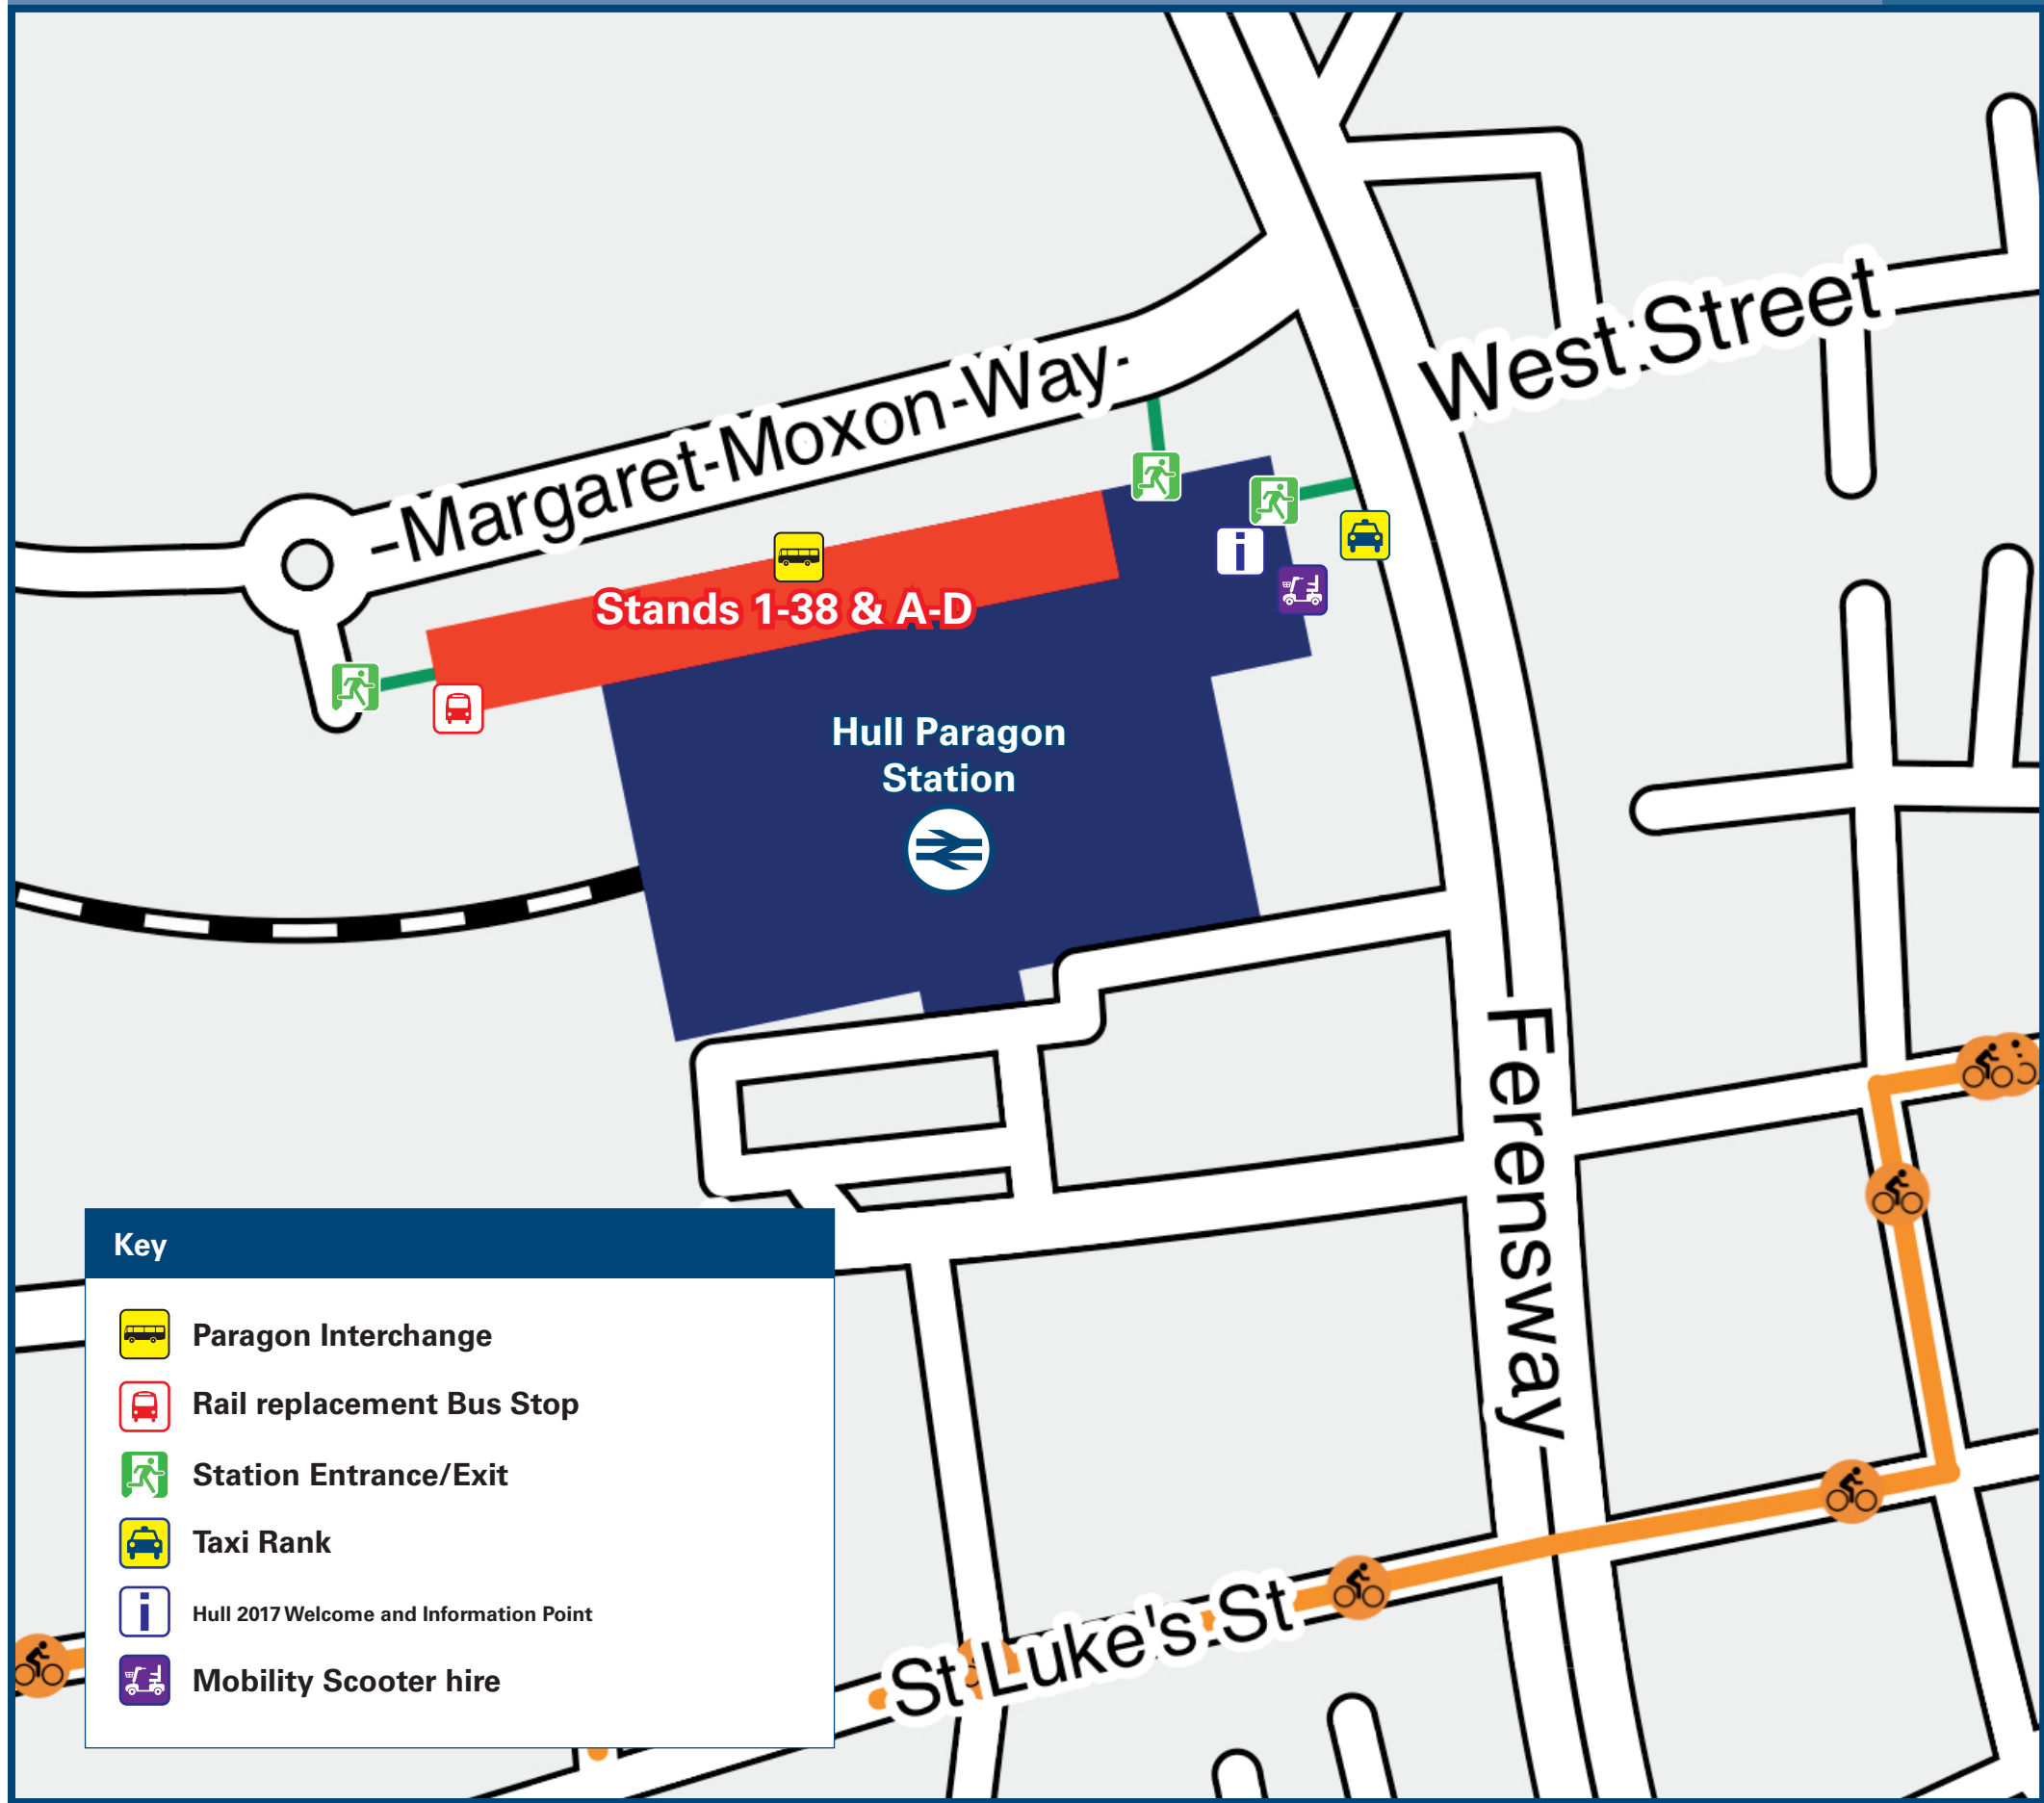 West Street
-Margaret-Moxon-Way-
Stands 1-38 & A-D
Hull Paragon
Station
Ferensway
St Luke's St
Key
Paragon Interchange
Rail replacement Bus Stop
Station Entrance/Exit
Taxi Rank
i Hull 2017 Welcome and Information Point
Mobility Scooter hire
i